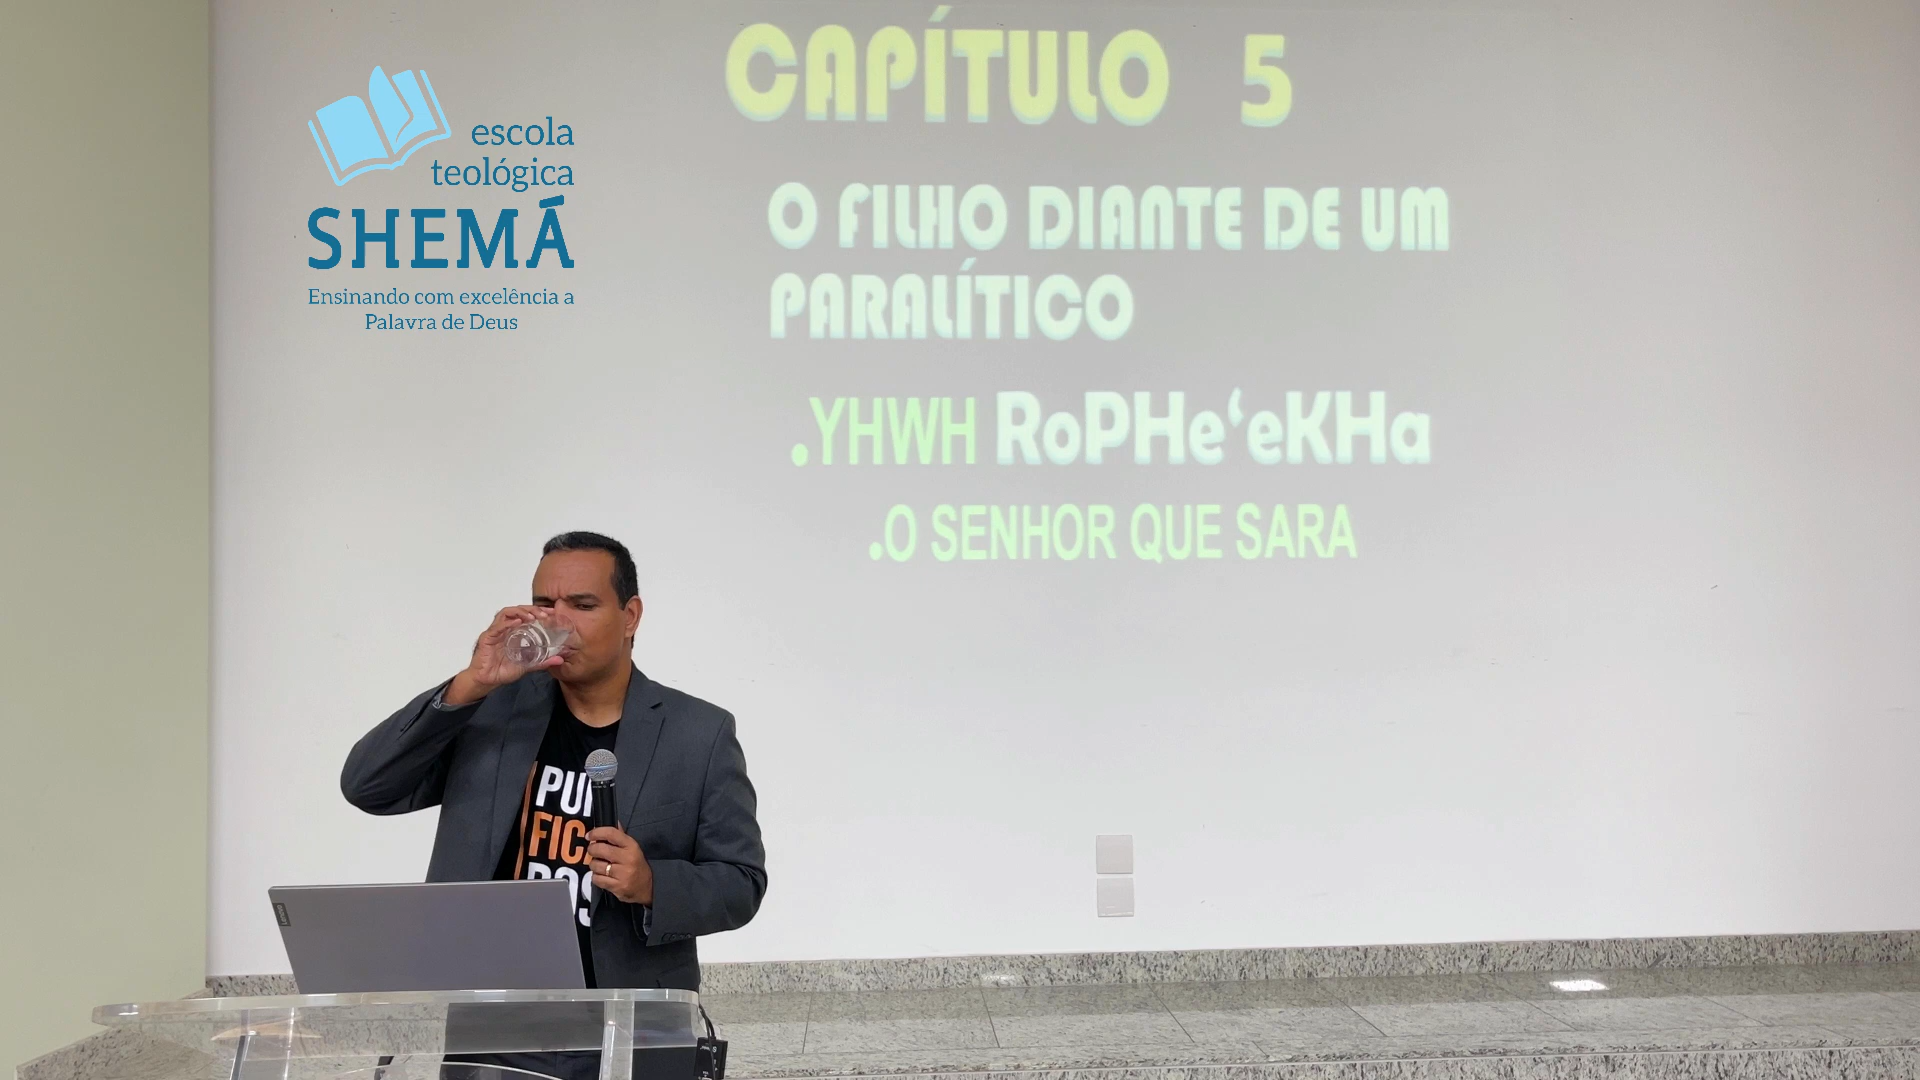 escola
teológica
SHEMÁ
Ensinando com excelência a
Palavra de Deus
CAPÍTULO 5
O FILHO DIANTE DE UM
PARALÍTICO
.YHWH RoPHe‘eKHa
.O SENHOR QUE SARA